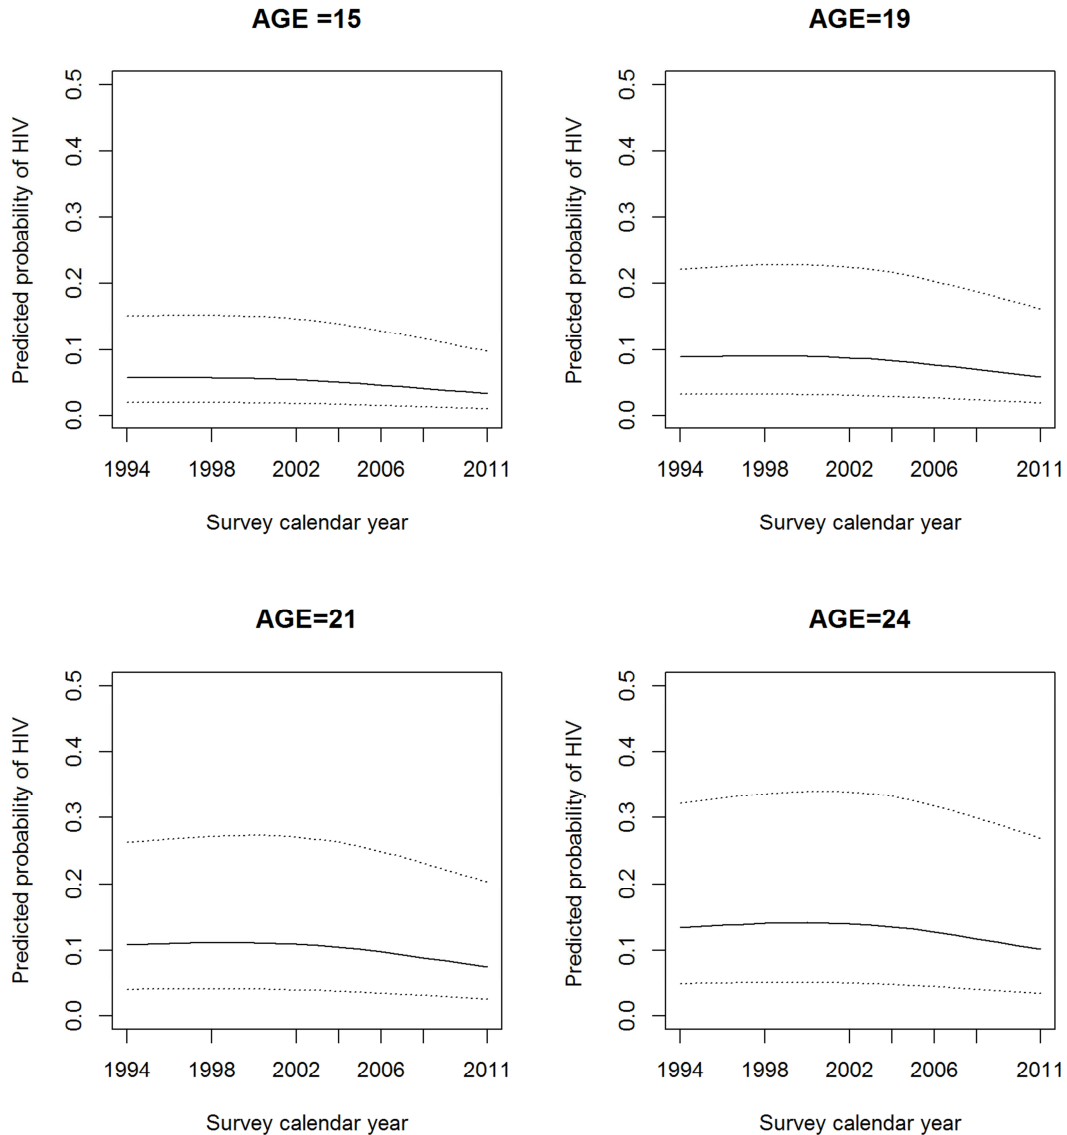 AGE =15
Predicted probability of HIV
0.5
0.4
0.3
0.2
0.1
0.0
1994 1998 2002 2006 2011
Survey calendar year
AGE=19
Predicted probability of HIV
0.5
0.4
0.3
0.2
0.1
0.0
1994 1998 2002 2006 2011
Survey calendar year
AGE=21
Predicted probability of HIV
0.5
0.4
0.3
0.2
0.1
0.0
1994 1998 2002 2006 2011
Survey calendar year
AGE=24
Predicted probability of HIV
0.5
0.4
0.3
0.2
0.1
0.0
1994 1998 2002 2006 2011
Survey calendar year